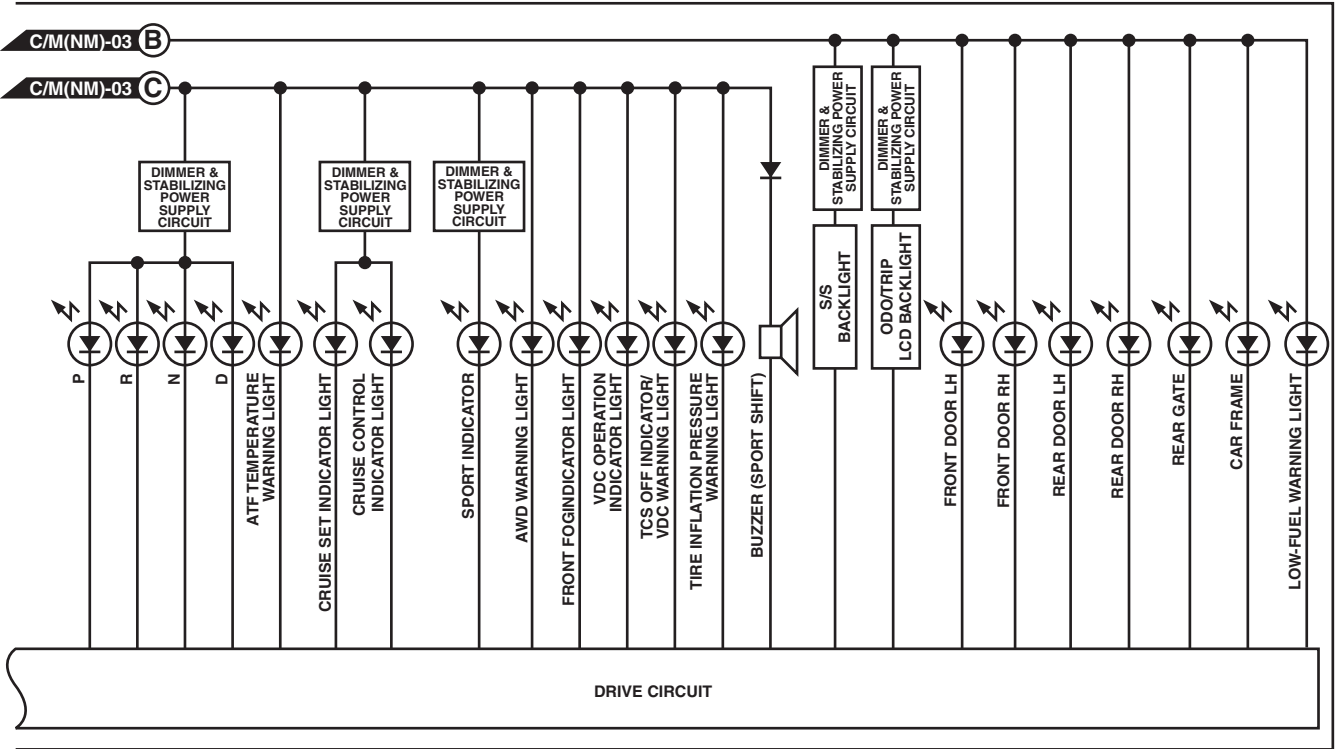 C/M(NM)-03 B
C/M(NM)-03 C
DIMMER &
STABILIZING
POWER
SUPPLY
CIRCUIT
DIMMER &
STABILIZING
POWER
SUPPLY
CIRCUIT
DIMMER &
STABILIZING
POWER
SUPPLY
CIRCUIT
DIMMER &
STABILIZING POWER
SUPPLY CIRCUIT
DIMMER &
STABILIZING POWER
SUPPLY CIRCUIT
S/S
BACKLIGHT
ODO/TRIP
LCD BACKLIGHT
P
R
N
D
ATF TEMPERATURE
WARNING LIGHT
CRUISE SET INDICATOR LIGHT
CRUISE CONTROL
INDICATOR LIGHT
SPORT INDICATOR
AWD WARNING LIGHT
FRONT FOGINDICATOR LIGHT
VDC OPERATION
INDICATOR LIGHT
TCS OFF INDICATOR/
VDC WARNING LIGHT
TIRE INFLATION PRESSURE
WARNING LIGHT
BUZZER (SPORT SHIFT)
FRONT DOOR LH
FRONT DOOR RH
REAR DOOR LH
REAR DOOR RH
REAR GATE
CAR FRAME
LOW-FUEL WARNING LIGHT
DRIVE CIRCUIT